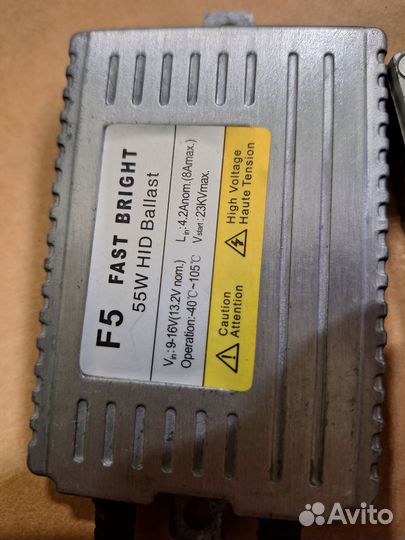 F5 FAST BRIGHT
55W HID Ballast
Vin:9-16V(13.2V nom.) Iin:4.2Anom.(8Amax.)
Operation:-40℃~105℃ Vstart:23KVmax.
Caution
Attention
High Voltage
Haute Tension
Avito